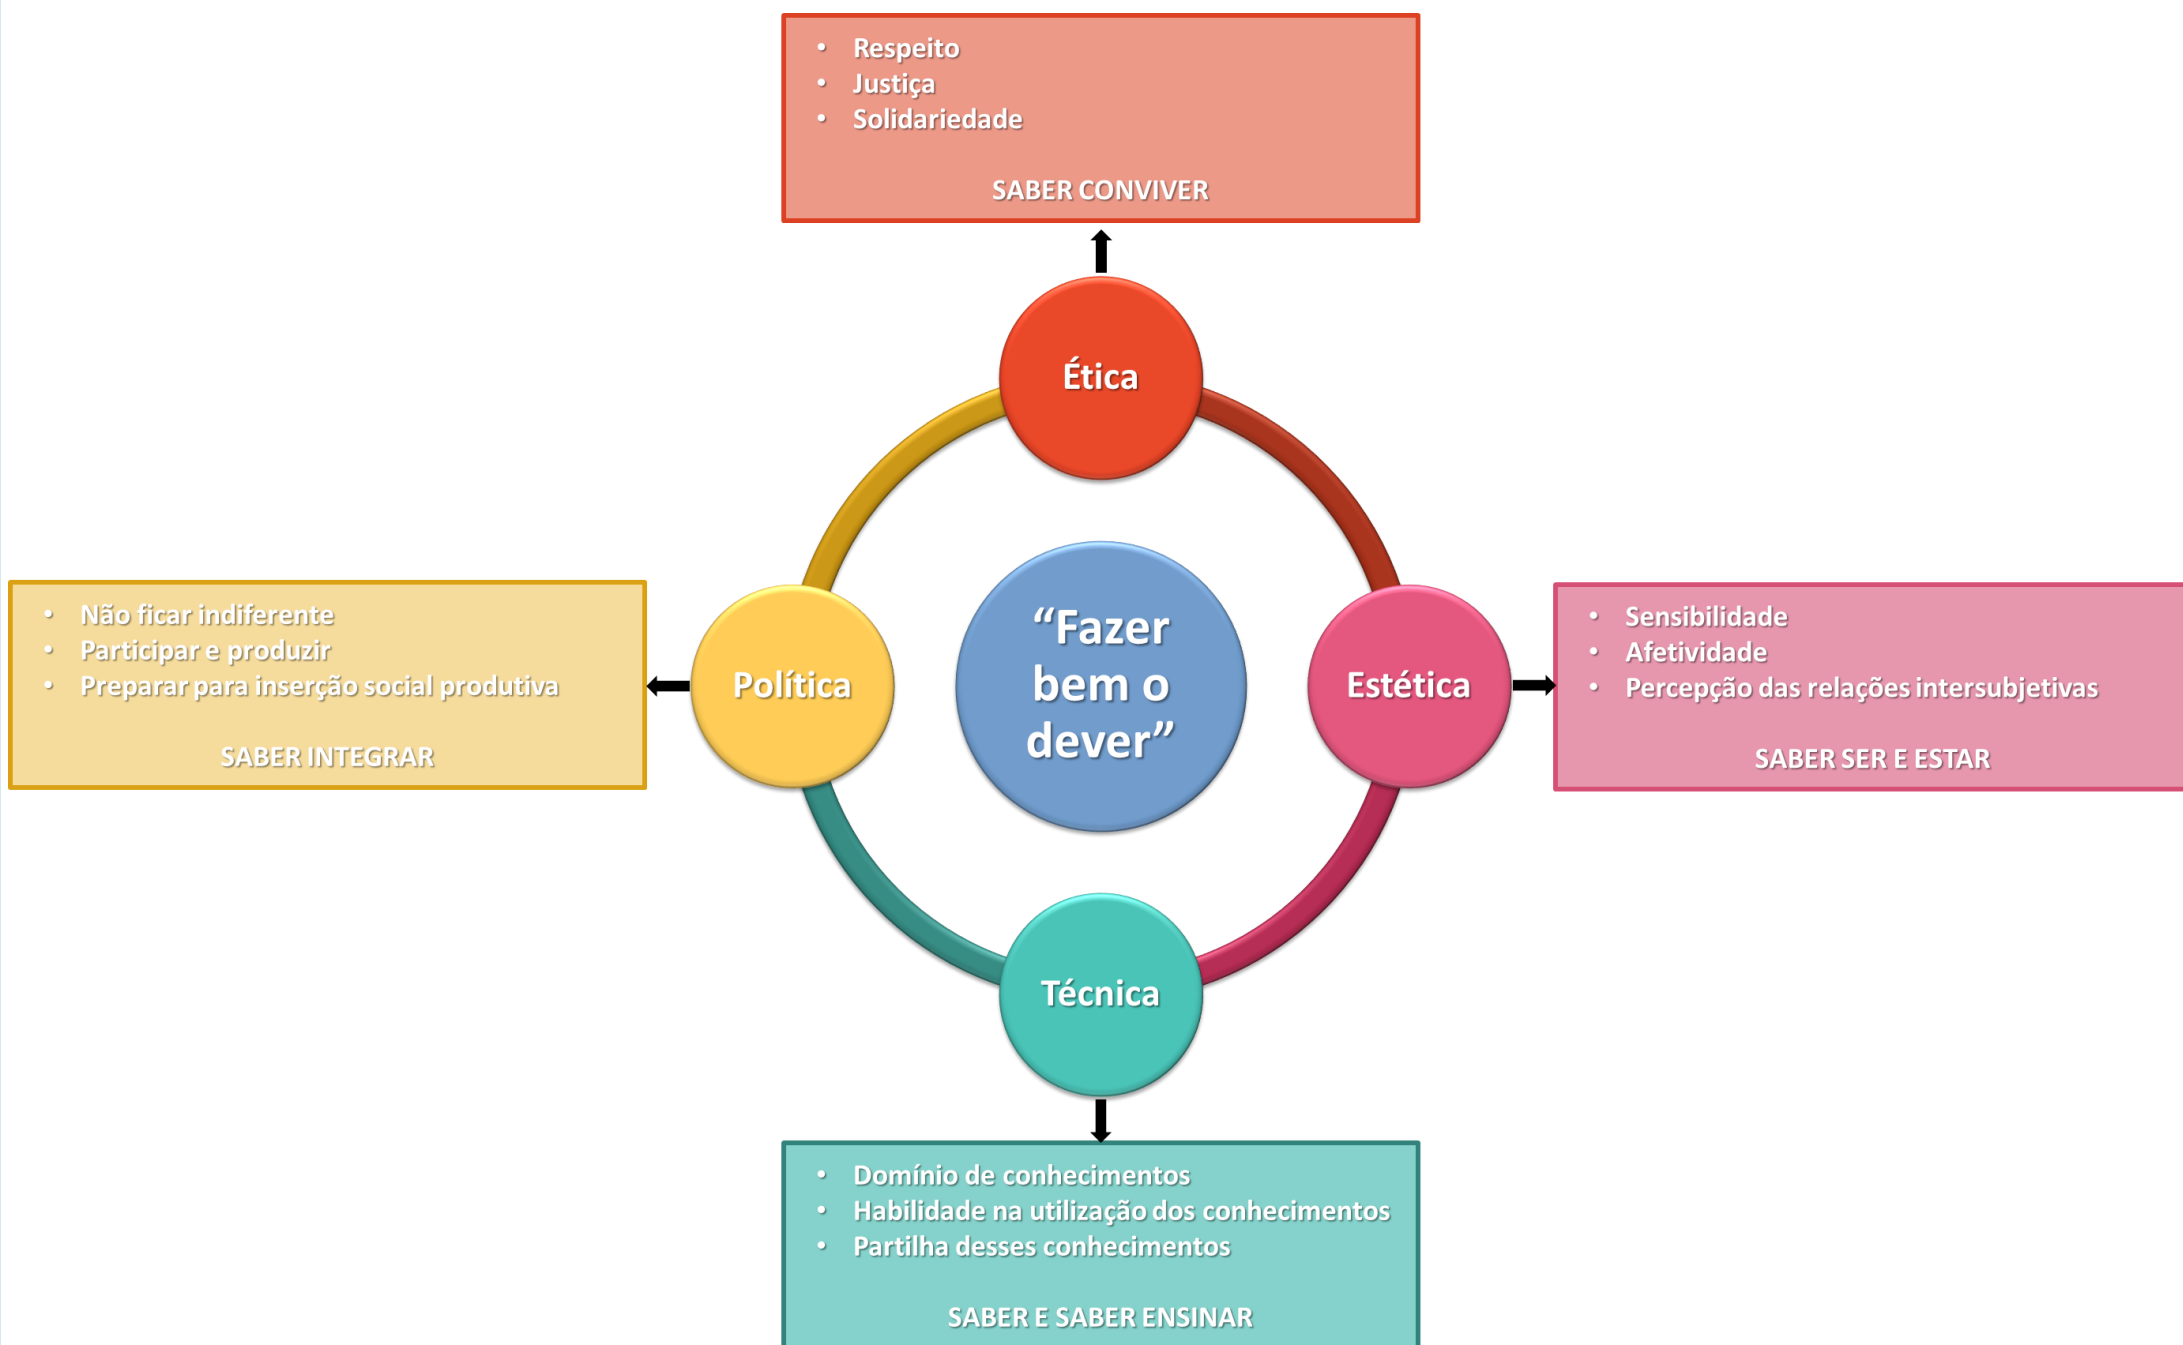 • Respeito
• Justiça
• Solidariedade
SABER CONVIVER
Ética
• Não ficar indiferente
• Participar e produzir
• Preparar para inserção social produtiva
SABER INTEGRAR
Política
“Fazer
bem o
dever”
Estética
• Sensibilidade
• Afetividade
• Percepção das relações intersubjetivas
SABER SER E ESTAR
Técnica
• Domínio de conhecimentos
• Habilidade na utilização dos conhecimentos
• Partilha desses conhecimentos
SABER E SABER ENSINAR